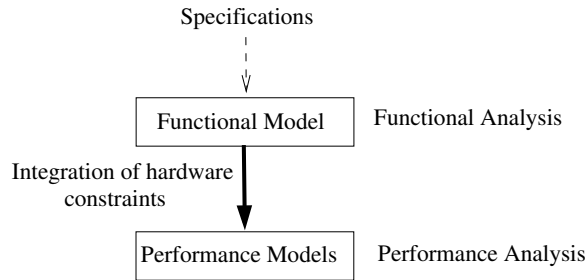 Specifications
Functional Model
Functional Analysis
Integration of hardware
constraints
Performance Models
Performance Analysis